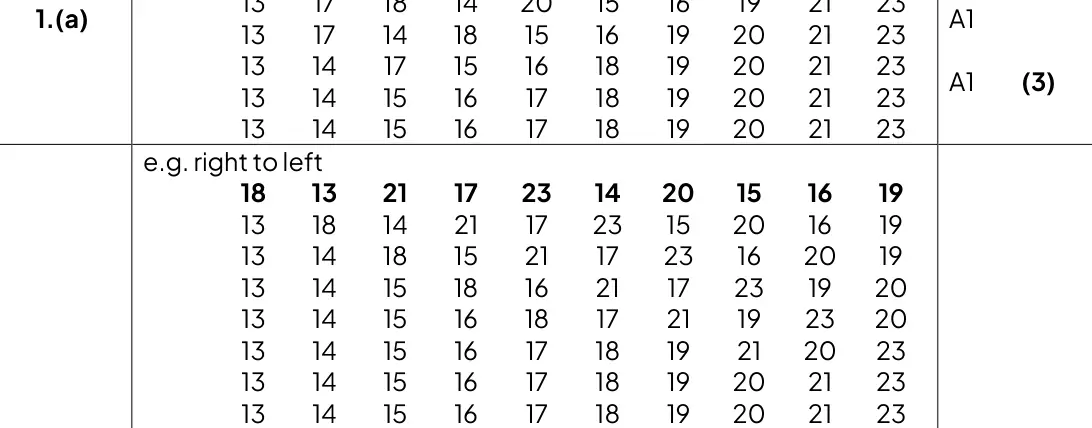 13 17 18 14 20 15 16 19 21 23
1.(a) A1
13 17 14 18 15 16 19 20 21 23
13 14 17 15 16 18 19 20 21 23
A1 (3)
13 14 15 16 17 18 19 20 21 23
13 14 15 16 17 18 19 20 21 23
e.g. right to left
18 13 21 17 23 14 20 15 16 19
13 18 14 21 17 23 15 20 16 19
13 14 18 15 21 17 23 16 20 19
13 14 15 18 16 21 17 23 19 20
13 14 15 16 18 17 21 19 23 20
13 14 15 16 17 18 19 21 20 23
13 14 15 16 17 18 19 20 21 23
13 14 15 16 17 18 19 20 21 23